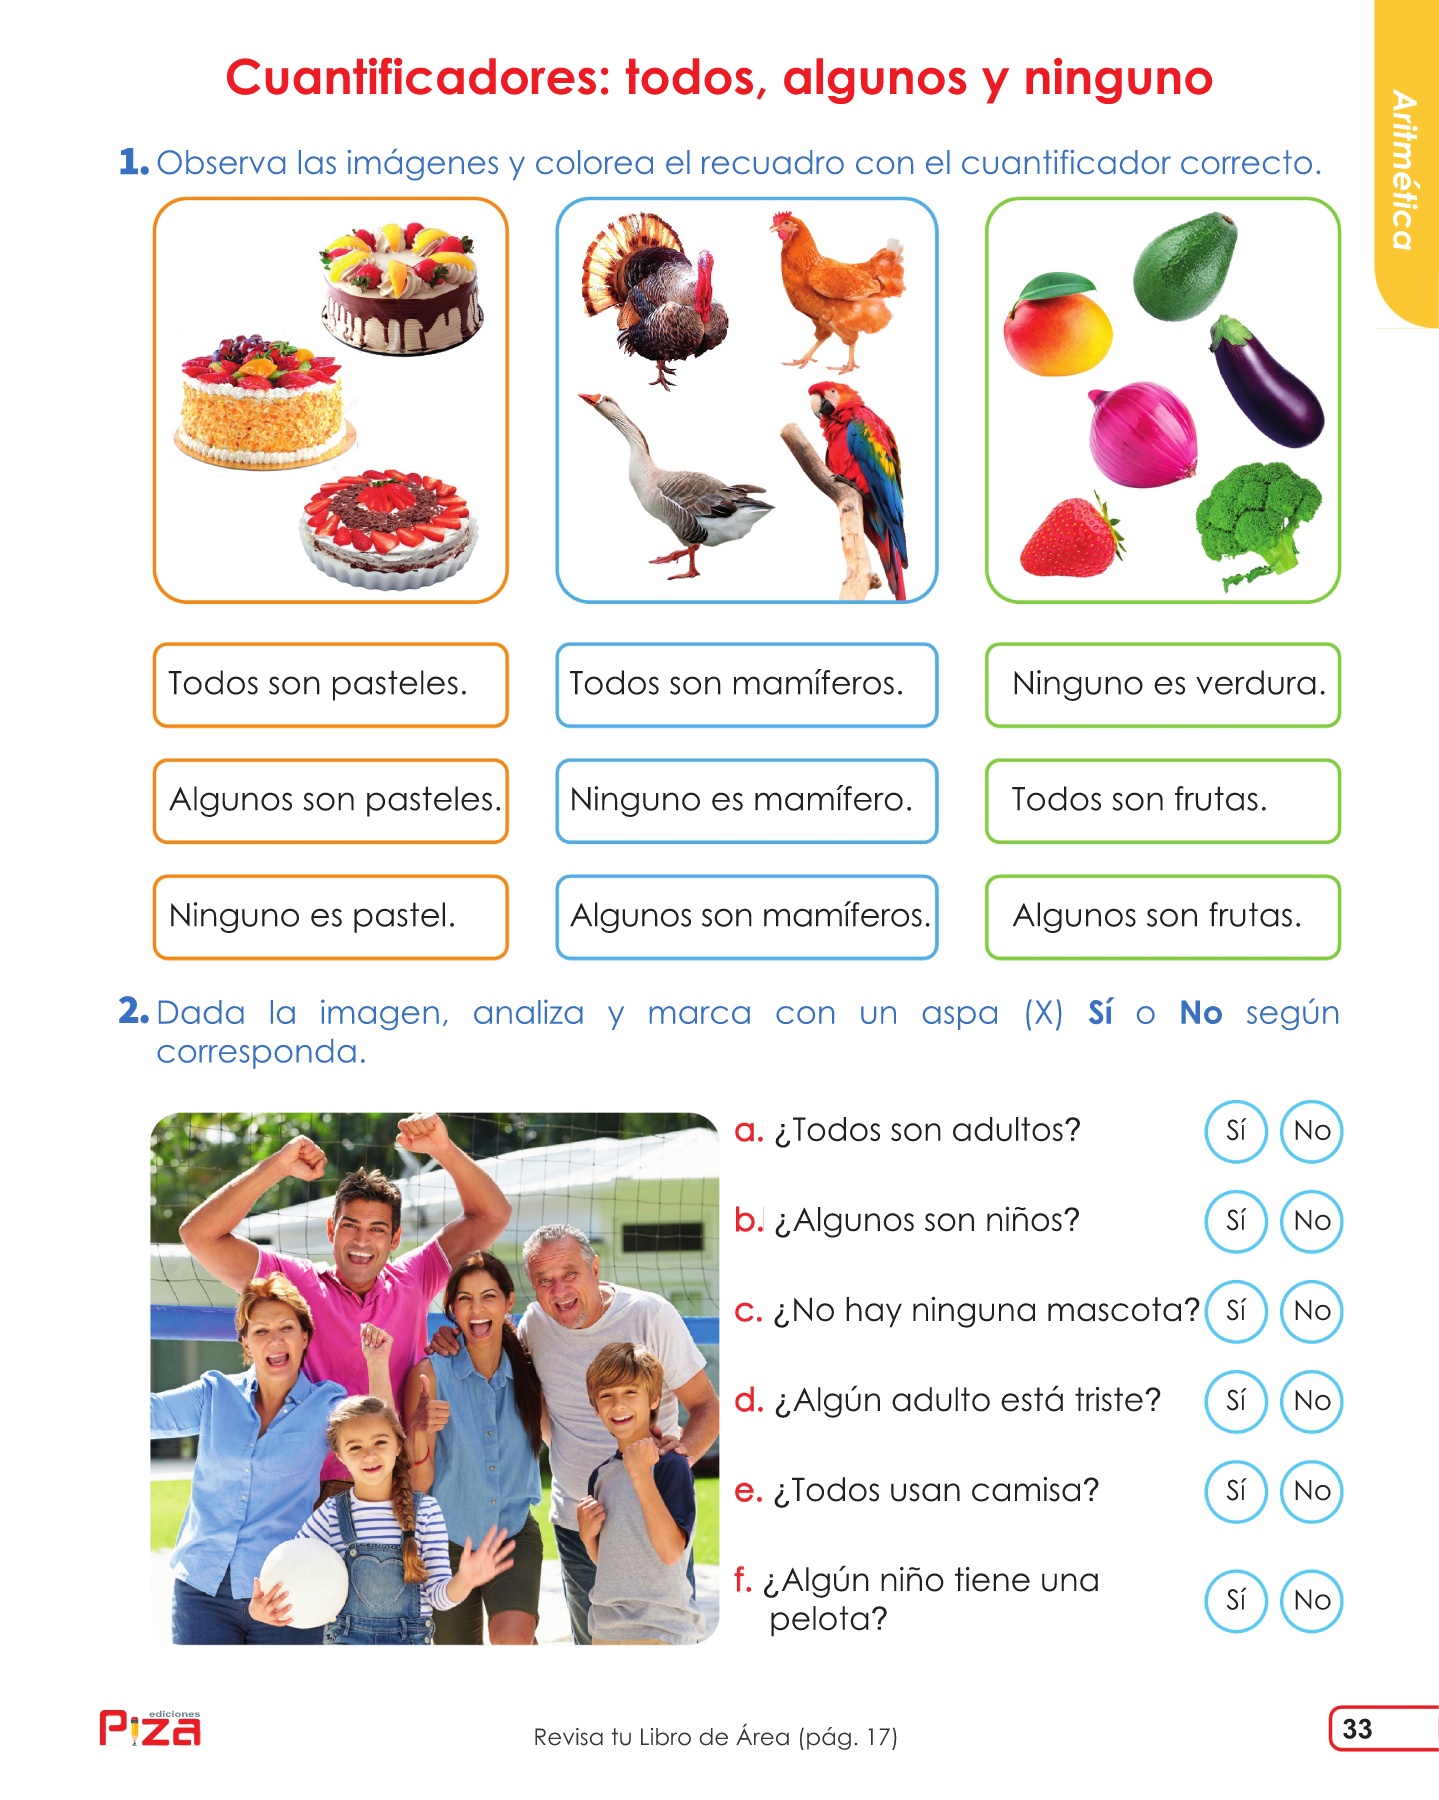 Cuantificadores: todos, algunos y ninguno
Aritmética
1. Observa las imágenes y colorea el recuadro con el cuantificador correcto.
Todos son pasteles.
Todos son mamíferos.
Ninguno es verdura.
Algunos son pasteles.
Ninguno es mamífero.
Todos son frutas.
Ninguno es pastel.
Algunos son mamíferos.
Algunos son frutas.
2. Dada la imagen, analiza y marca con un aspa (X) Sí o No según
corresponda.
a. ¿Todos son adultos? Sí No
b. ¿Algunos son niños? Sí No
c. ¿No hay ninguna mascota? Sí No
d. ¿Algún adulto está triste? Sí No
e. ¿Todos usan camisa? Sí No
f. ¿Algún niño tiene una
pelota? Sí No
ediciones
Piza
Revisa tu Libro de Área (pág. 17)
33